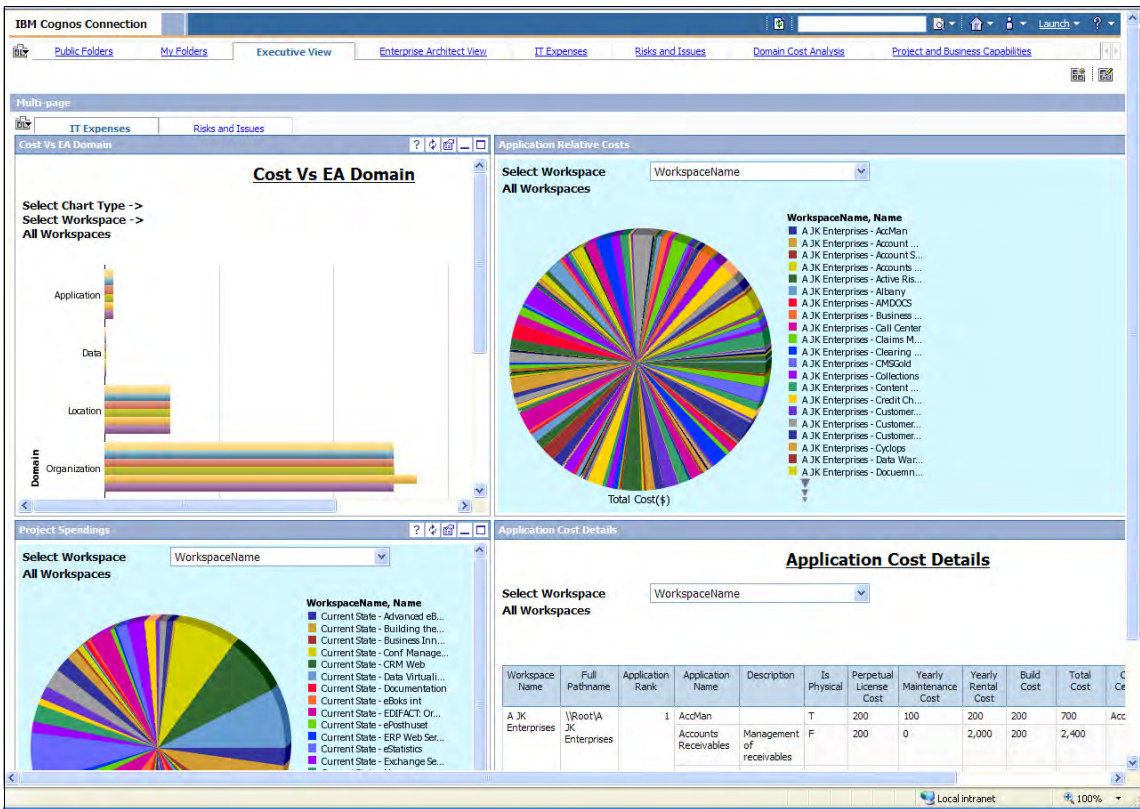 IBM Cognos Connection
Launch
?
Public Folders
My Folders
Executive View
Enterprise Architect View
IT Expenses
Risks and Issues
Domain Cost Analysis
Project and Business Capabilities
Multi-page
IT Expenses
Risks and Issues
Cost Vs EA Domain
?
Cost Vs EA Domain
Select Chart Type ->
Select Workspace ->
All Workspaces
Application
Data
Location
Organization
Domain
Application Relative Costs
Select Workspace
WorkspaceName
All Workspaces
WorkspaceName, Name
A JK Enterprises - AccMan
A JK Enterprises - Account ...
A JK Enterprises - Account S...
A JK Enterprises - Accounts ...
A JK Enterprises - Active Ris...
A JK Enterprises - Albany
A JK Enterprises - AMDOCS
A JK Enterprises - Business ...
A JK Enterprises - Call Center
A JK Enterprises - Claims M...
A JK Enterprises - Clearing ...
A JK Enterprises - CMSGold
A JK Enterprises - Collections
A JK Enterprises - Content ...
A JK Enterprises - Credit Ch...
A JK Enterprises - Customer...
A JK Enterprises - Customer...
A JK Enterprises - Customer...
A JK Enterprises - Cyclops
A JK Enterprises - Data War...
A JK Enterprises - Docuemn...
Total Cost($)
Project Spendings
?
Select Workspace
WorkspaceName
All Workspaces
WorkspaceName, Name
Current State - Advanced eB...
Current State - Building the...
Current State - Business Inn...
Current State - Conf Manage...
Current State - CRM Web
Current State - Data Virtuali...
Current State - Documentation
Current State - eBoks int
Current State - EDIFACT: Or...
Current State - ePosthuset
Current State - ERP Web Ser...
Current State - eStatistics
Current State - Exchange Se...
Application Cost Details
Application Cost Details
Select Workspace
WorkspaceName
All Workspaces
Workspace Name
Full Pathname
Application Rank
Application Name
Description
Is Physical
Perpetual License Cost
Yearly Maintenance Cost
Yearly Rental Cost
Build Cost
Total Cost
A JK Enterprises
\\Root\A JK Enterprises
1
AccMan
T
200
100
200
200
700
Acc
Accounts Receivables
Management of receivables
F
200
0
2,000
200
2,400
Local intranet
100%